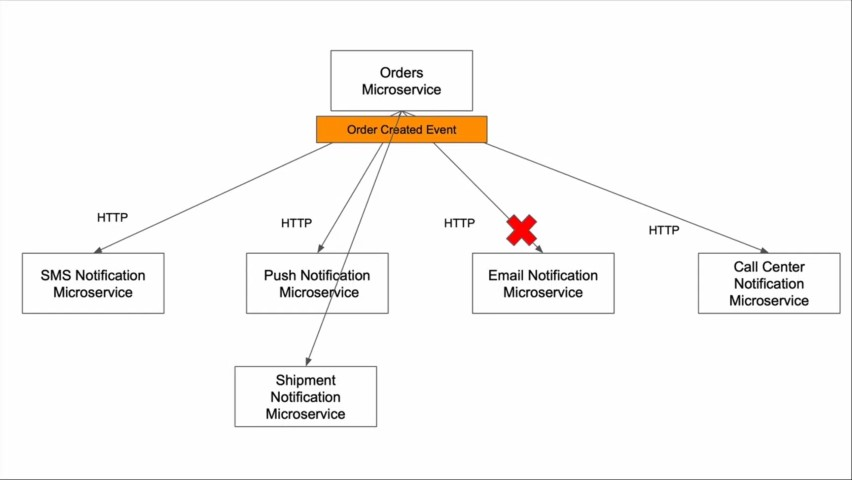 Orders
Microservice
Order Created Event
HTTP
HTTP
HTTP
HTTP
SMS Notification
Microservice
Push Notification
Microservice
Email Notification
Microservice
Call Center
Notification
Microservice
Shipment
Notification
Microservice